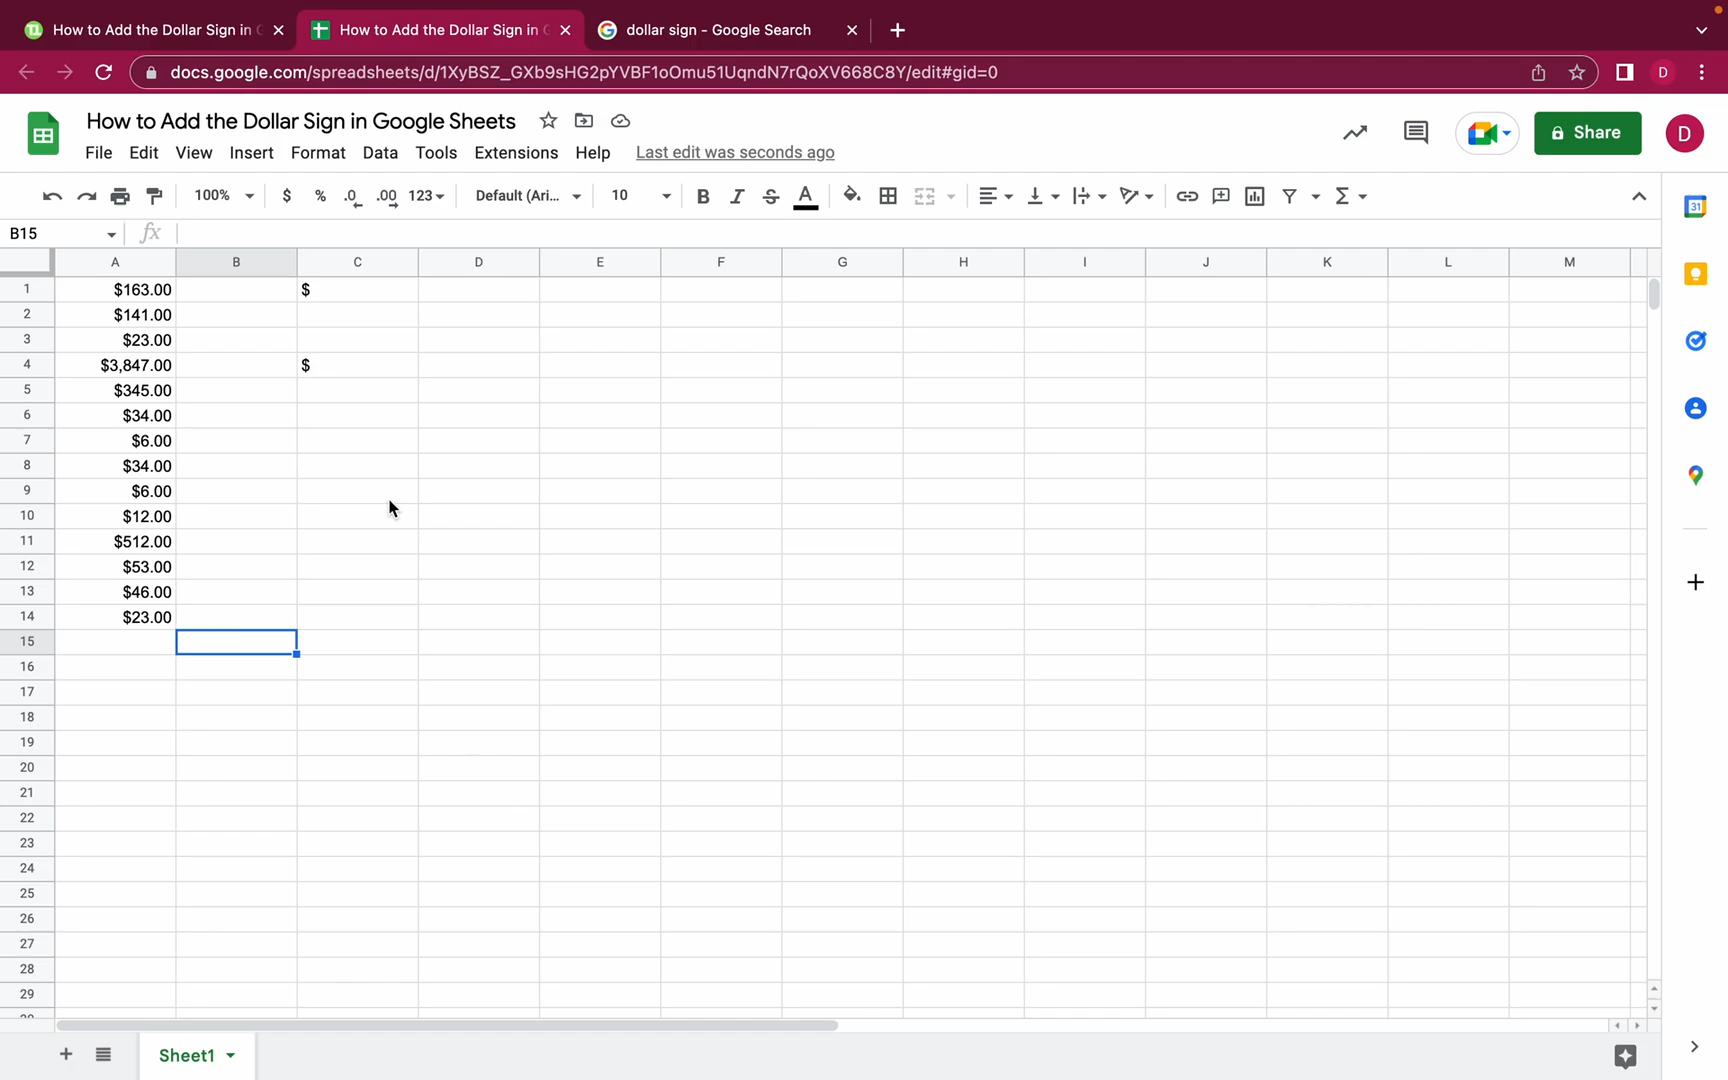 How to Add the Dollar Sign in G
How to Add the Dollar Sign in G
dollar sign - Google Search
docs.google.com/spreadsheets/d/1XyBSZ_GXb9sHG2pYVBF1oOmu51UqndN7rQoXV668C8Y/edit#gid=0
D
How to Add the Dollar Sign in Google Sheets
Share
D
File Edit View Insert Format Data Tools Extensions Help Last edit was seconds ago
100% $ % .0 .00 123 Default (Ari... 10 B I S A Σ
31
B15 fx
A B C D E F G H I J K L M
1 $163.00 $
2 $141.00
3 $23.00
4 $3,847.00 $
5 $345.00
6 $34.00
7 $6.00
8 $34.00
9 $6.00
10 $12.00
11 $512.00
12 $53.00
13 $46.00
14 $23.00
15
16
17
18
19
20
21
22
23
24
25
26
27
28
29
Sheet1